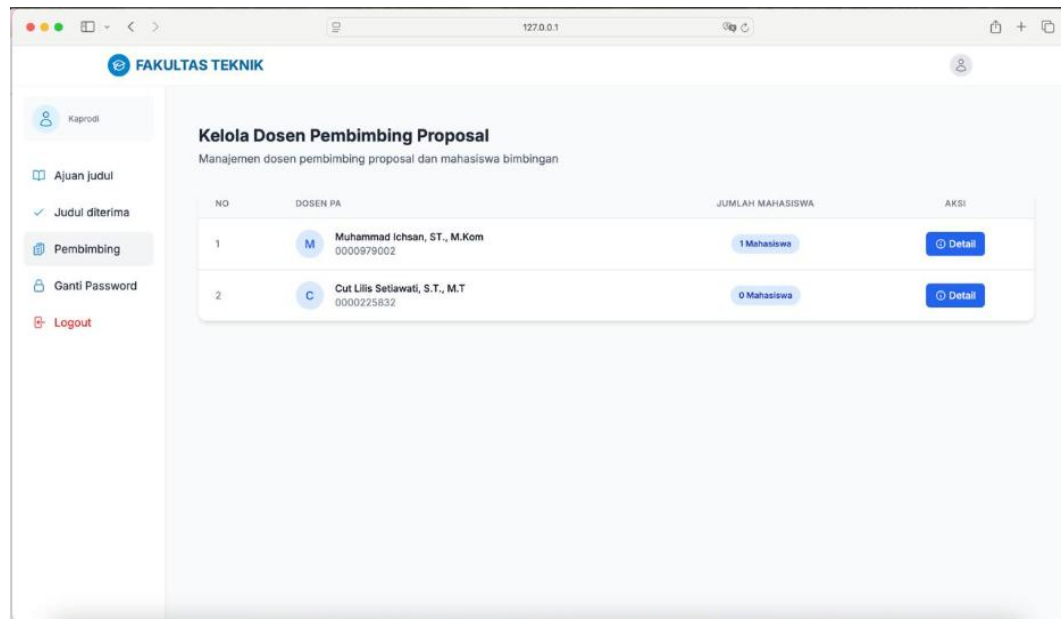 127.0.0.1
FAKULTAS TEKNIK
Kaprodi
Ajuan judul
Judul diterima
Pembimbing
Ganti Password
Logout
Kelola Dosen Pembimbing Proposal
Manajemen dosen pembimbing proposal dan mahasiswa bimbingan
NO DOSEN PA JUMLAH MAHASISWA AKSI
1 M Muhammad Ichsan, ST., M.Kom 1 Mahasiswa Detail
0000979002
2 C Cut Lilis Setiawati, S.T., M.T 0 Mahasiswa Detail
0000225832